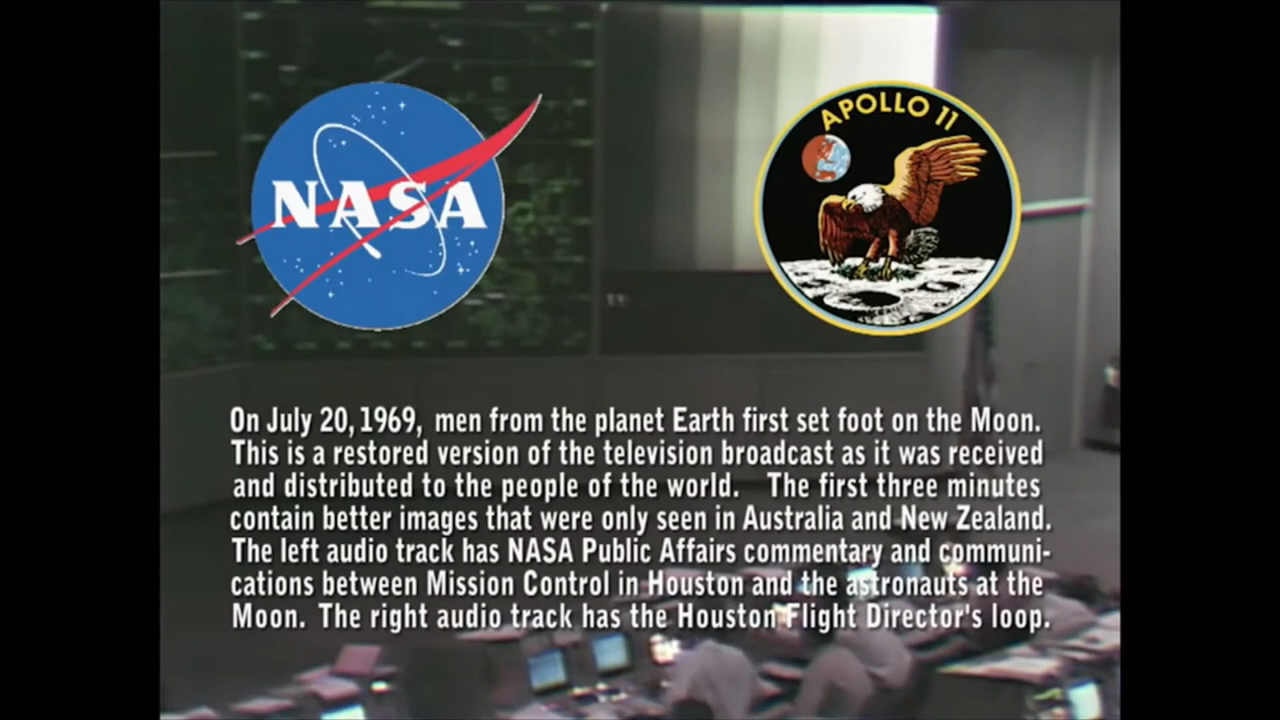 NASA
APOLLO 11
On July 20, 1969, men from the planet Earth first set foot on the Moon.
This is a restored version of the television broadcast as it was received
and distributed to the people of the world. The first three minutes
contain better images that were only seen in Australia and New Zealand.
The left audio track has NASA Public Affairs commentary and communi-
cations between Mission Control in Houston and the astronauts at the
Moon. The right audio track has the Houston Flight Director's loop.